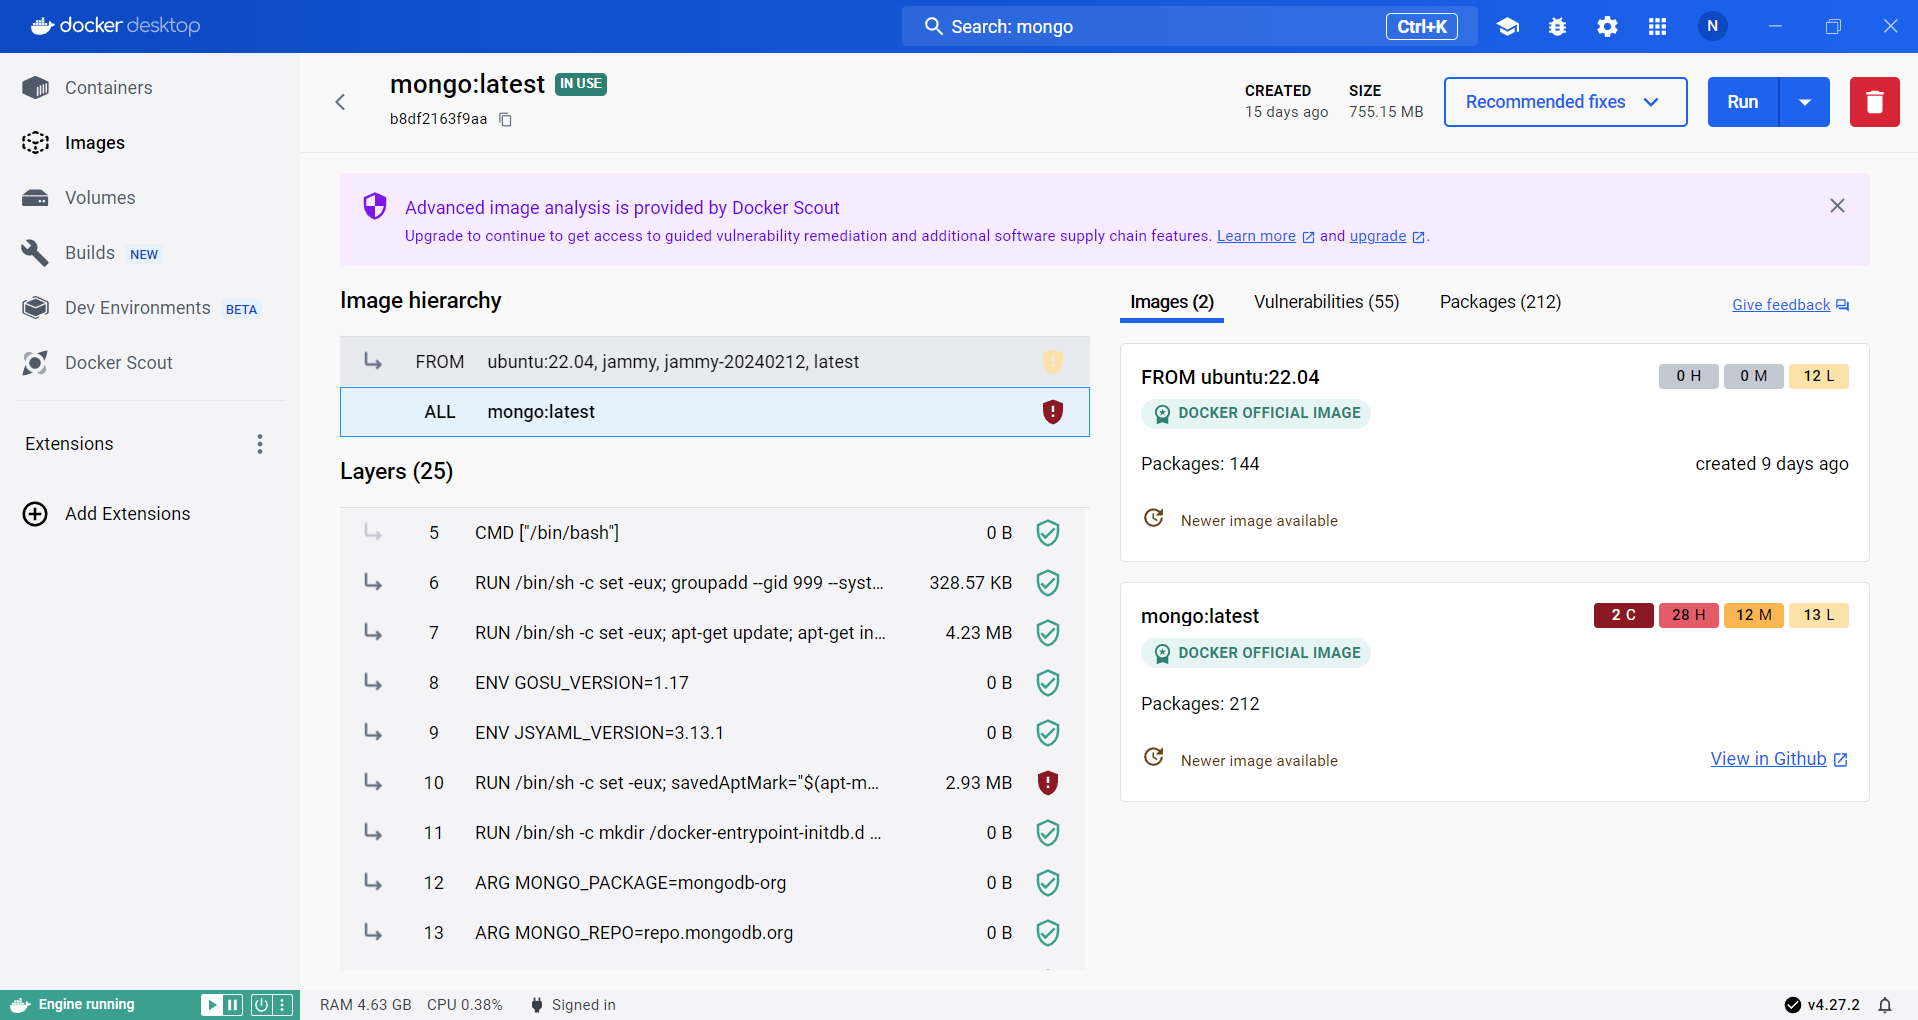 docker desktop
Search: mongo
Ctrl+K
N
Containers
Images
Volumes
Builds NEW
Dev Environments BETA
Docker Scout
Extensions
Add Extensions
mongo:latest IN USE
b8df2163f9aa
CREATED
15 days ago
SIZE
755.15 MB
Recommended fixes
Run
Advanced image analysis is provided by Docker Scout
Upgrade to continue to get access to guided vulnerability remediation and additional software supply chain features. Learn more and upgrade .
Image hierarchy
FROM ubuntu:22.04, jammy, jammy-20240212, latest
ALL mongo:latest
Layers (25)
5 CMD ["/bin/bash"] 0 B
6 RUN /bin/sh -c set -eux; groupadd --gid 999 --syst... 328.57 KB
7 RUN /bin/sh -c set -eux; apt-get update; apt-get in... 4.23 MB
8 ENV GOSU_VERSION=1.17 0 B
9 ENV JSYAML_VERSION=3.13.1 0 B
10 RUN /bin/sh -c set -eux; savedAptMark="$(apt-m... 2.93 MB
11 RUN /bin/sh -c mkdir /docker-entrypoint-initdb.d ... 0 B
12 ARG MONGO_PACKAGE=mongodb-org 0 B
13 ARG MONGO_REPO=repo.mongodb.org 0 B
Images (2)
Vulnerabilities (55)
Packages (212)
Give feedback
FROM ubuntu:22.04
0 H 0 M 12 L
DOCKER OFFICIAL IMAGE
Packages: 144
created 9 days ago
Newer image available
mongo:latest
2 C 28 H 12 M 13 L
DOCKER OFFICIAL IMAGE
Packages: 212
Newer image available
View in Github
Engine running
RAM 4.63 GB CPU 0.38%
Signed in
v4.27.2